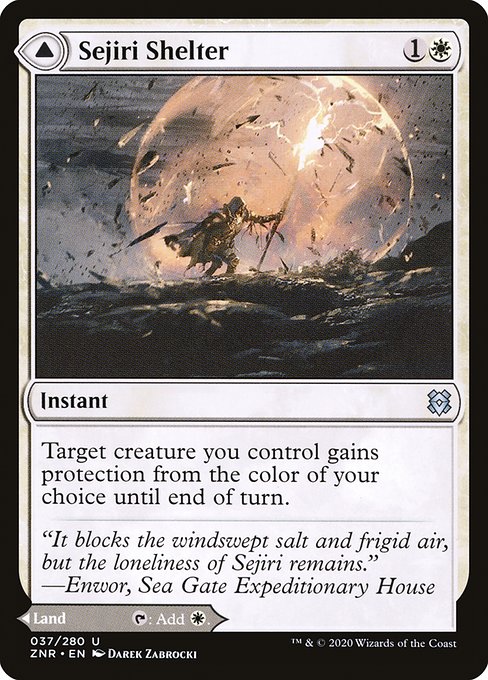 Sejiri Shelter 1
Instant
Target creature you control gains
protection from the color of your
choice until end of turn.
“It blocks the windswept salt and frigid air,
but the loneliness of Sejiri remains.”
—Enwor, Sea Gate Expeditionary House
Land : Add .
037/280 U
ZNR • EN DAREK ZABROCKI
™ & © 2020 Wizards of the Coast